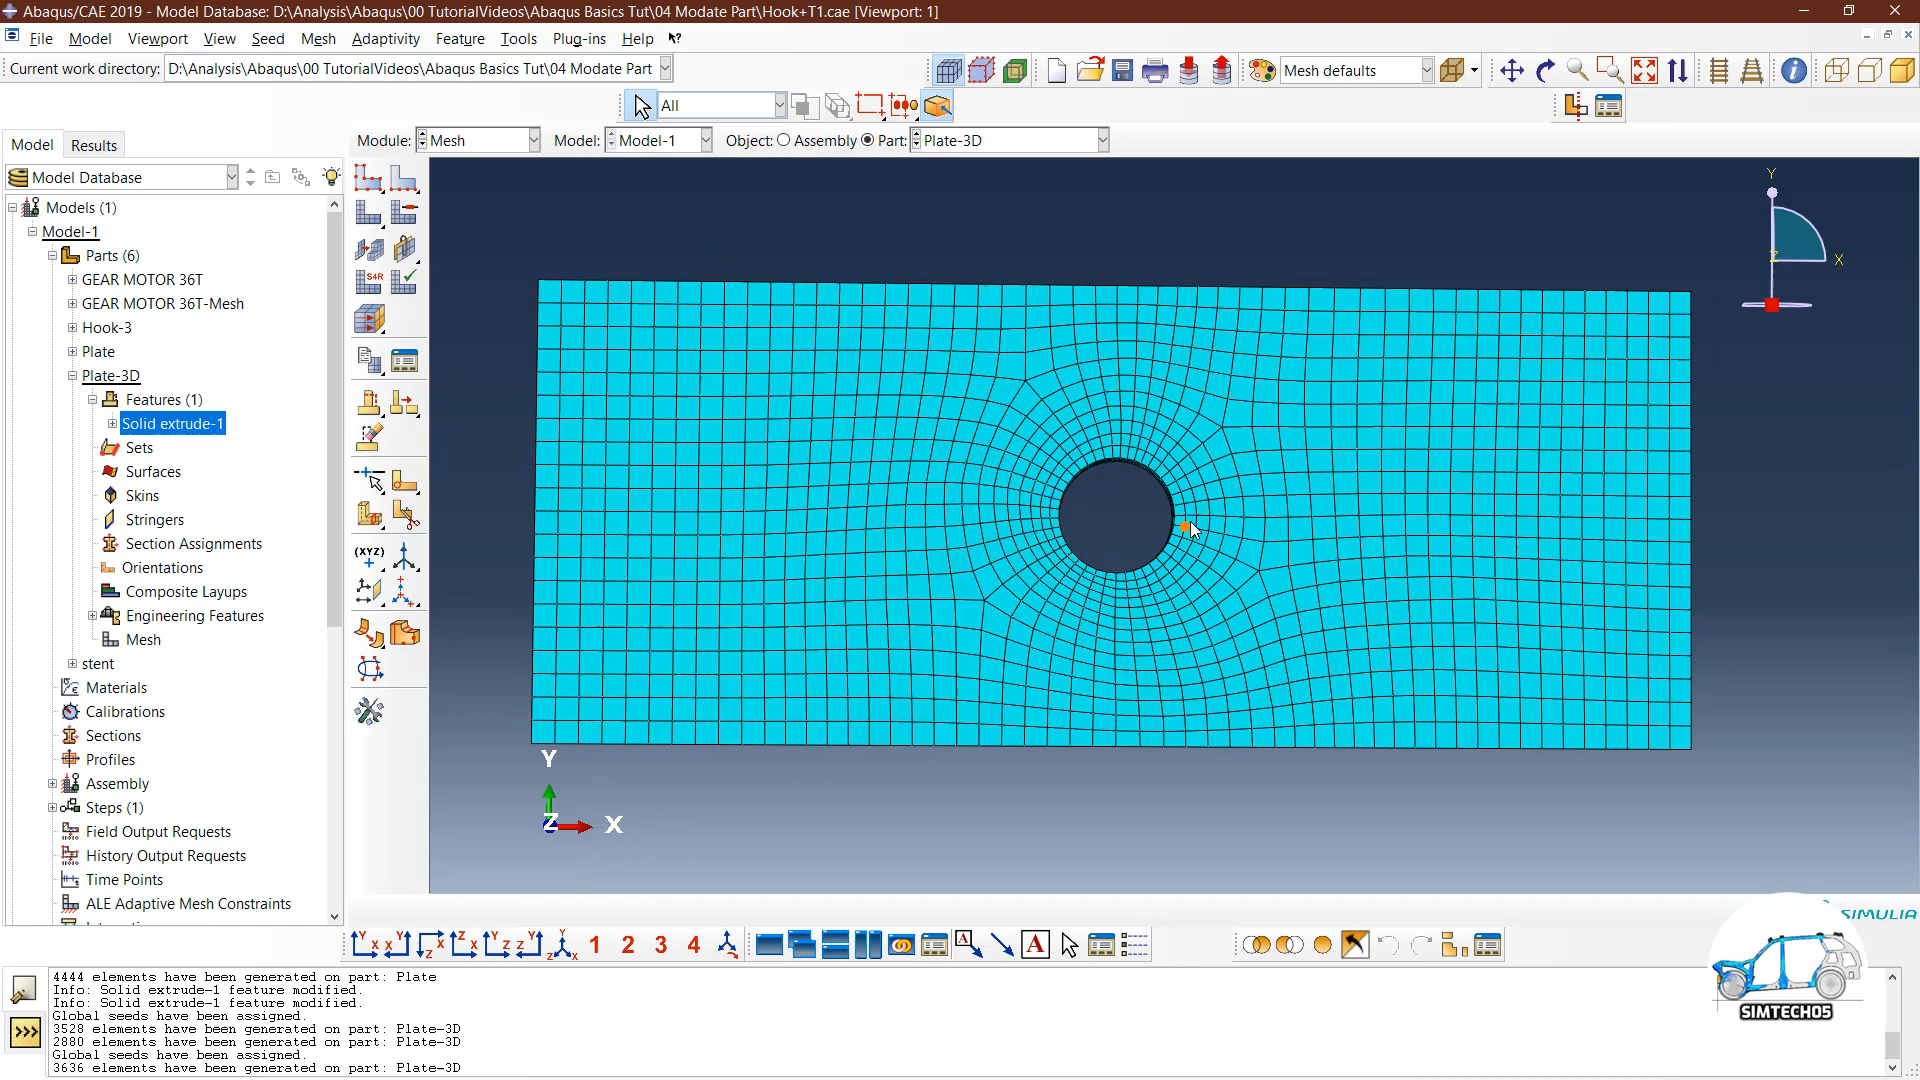 Abaqus/CAE 2019 - Model Database: D:\Analysis\Abaqus\00 TutorialVideos\Abaqus Basics Tut\04 Modate Part\Hook+T1.cae [Viewport: 1]
File Model Viewport View Seed Mesh Adaptivity Feature Tools Plug-ins Help
Current work directory: D:\Analysis\Abaqus\00 TutorialVideos\Abaqus Basics Tut\04 Modate Part
Mesh defaults
All
Model Results
Module: Mesh Model: Model-1 Object: Assembly Part: Plate-3D
Model Database
Models (1)
Model-1
Parts (6)
GEAR MOTOR 36T
GEAR MOTOR 36T-Mesh
Hook-3
Plate
Plate-3D
Features (1)
Solid extrude-1
Sets
Surfaces
Skins
Stringers
Section Assignments
Orientations
Composite Layups
Engineering Features
Mesh
stent
Materials
Calibrations
Sections
Profiles
Assembly
Steps (1)
Field Output Requests
History Output Requests
Time Points
ALE Adaptive Mesh Constraints
S4R
(XYZ)
Y
X
Z
Y
Z
X
SIMULIA
1 2 3 4
A
A
SIMTECH05
4444 elements have been generated on part: Plate
Info: Solid extrude-1 feature modified.
Info: Solid extrude-1 feature modified.
Global seeds have been assigned.
3528 elements have been generated on part: Plate-3D
2880 elements have been generated on part: Plate-3D
Global seeds have been assigned.
3636 elements have been generated on part: Plate-3D
>>>